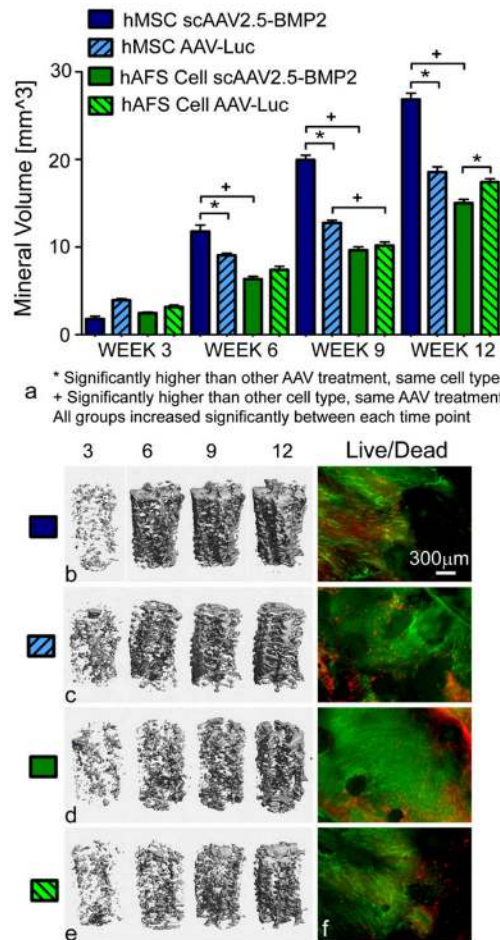 hMSC scAAV2.5-BMP2
hMSC AAV-Luc
hAFS Cell scAAV2.5-BMP2
hAFS Cell AAV-Luc
Mineral Volume [mm^3]
30
20
10
0
+
*
+
*
+
+
*
*
WEEK 3 WEEK 6 WEEK 9 WEEK 12
a
* Significantly higher than other AAV treatment, same cell type
+ Significantly higher than other cell type, same AAV treatment
All groups increased significantly between each time point
3 6 9 12 Live/Dead
300μm
b
c
d
e
f